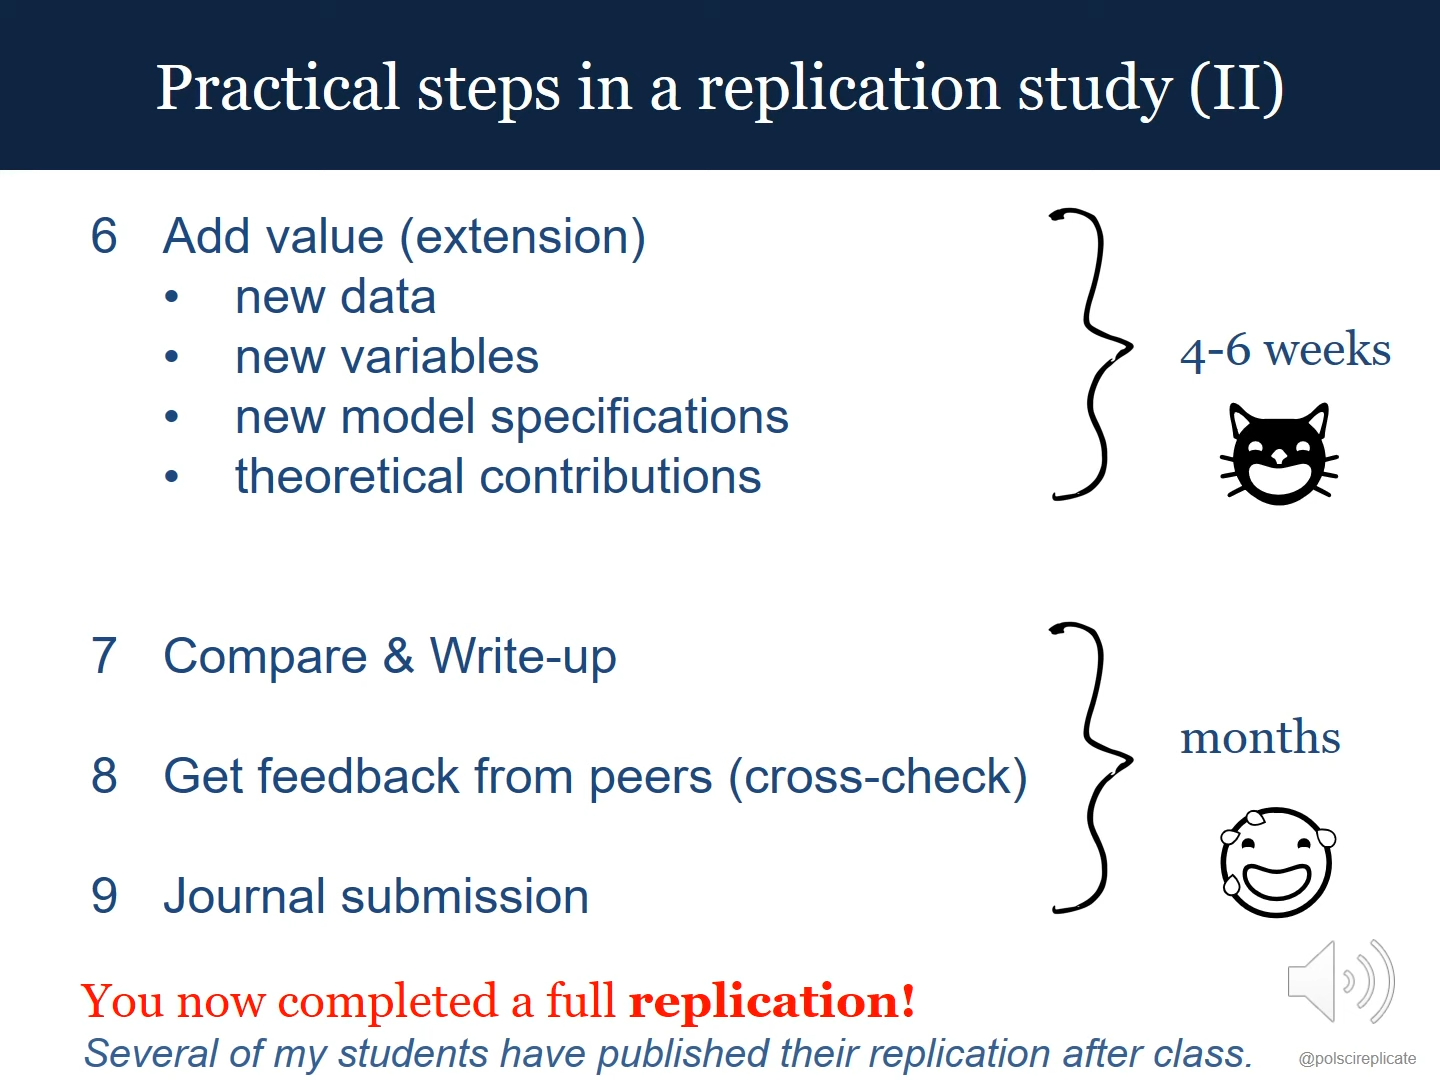 Practical steps in a replication study (II)
6 Add value (extension)
• new data
• new variables
• new model specifications
• theoretical contributions
4-6 weeks
7 Compare & Write-up
8 Get feedback from peers (cross-check)
9 Journal submission
months
You now completed a full replication!
Several of my students have published their replication after class.
@polscireplicate